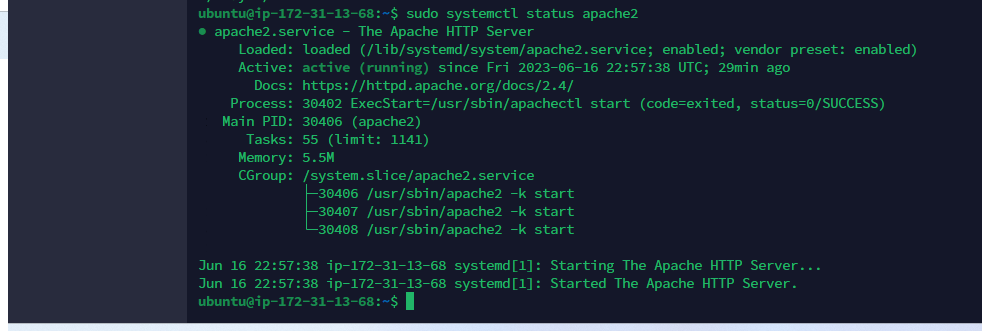 ubuntu@ip-172-31-13-68:~$ sudo systemctl status apache2
● apache2.service - The Apache HTTP Server
     Loaded: loaded (/lib/systemd/system/apache2.service; enabled; vendor preset: enabled)
     Active: active (running) since Fri 2023-06-16 22:57:38 UTC; 29min ago
       Docs: https://httpd.apache.org/docs/2.4/
    Process: 30402 ExecStart=/usr/sbin/apachectl start (code=exited, status=0/SUCCESS)
   Main PID: 30406 (apache2)
      Tasks: 55 (limit: 1141)
     Memory: 5.5M
     CGroup: /system.slice/apache2.service
             ├─30406 /usr/sbin/apache2 -k start
             ├─30407 /usr/sbin/apache2 -k start
             └─30408 /usr/sbin/apache2 -k start

Jun 16 22:57:38 ip-172-31-13-68 systemd[1]: Starting The Apache HTTP Server...
Jun 16 22:57:38 ip-172-31-13-68 systemd[1]: Started The Apache HTTP Server.
ubuntu@ip-172-31-13-68:~$